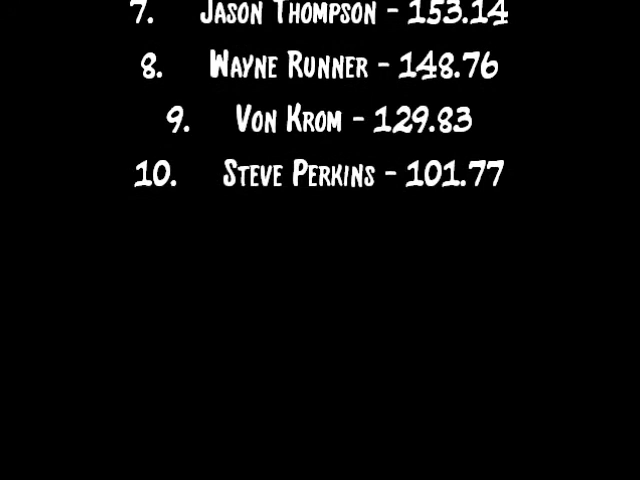 7. Jason Thompson - 153.14
8. Wayne Runner - 148.76
9. Von Krom - 129.83
10. Steve Perkins - 101.77